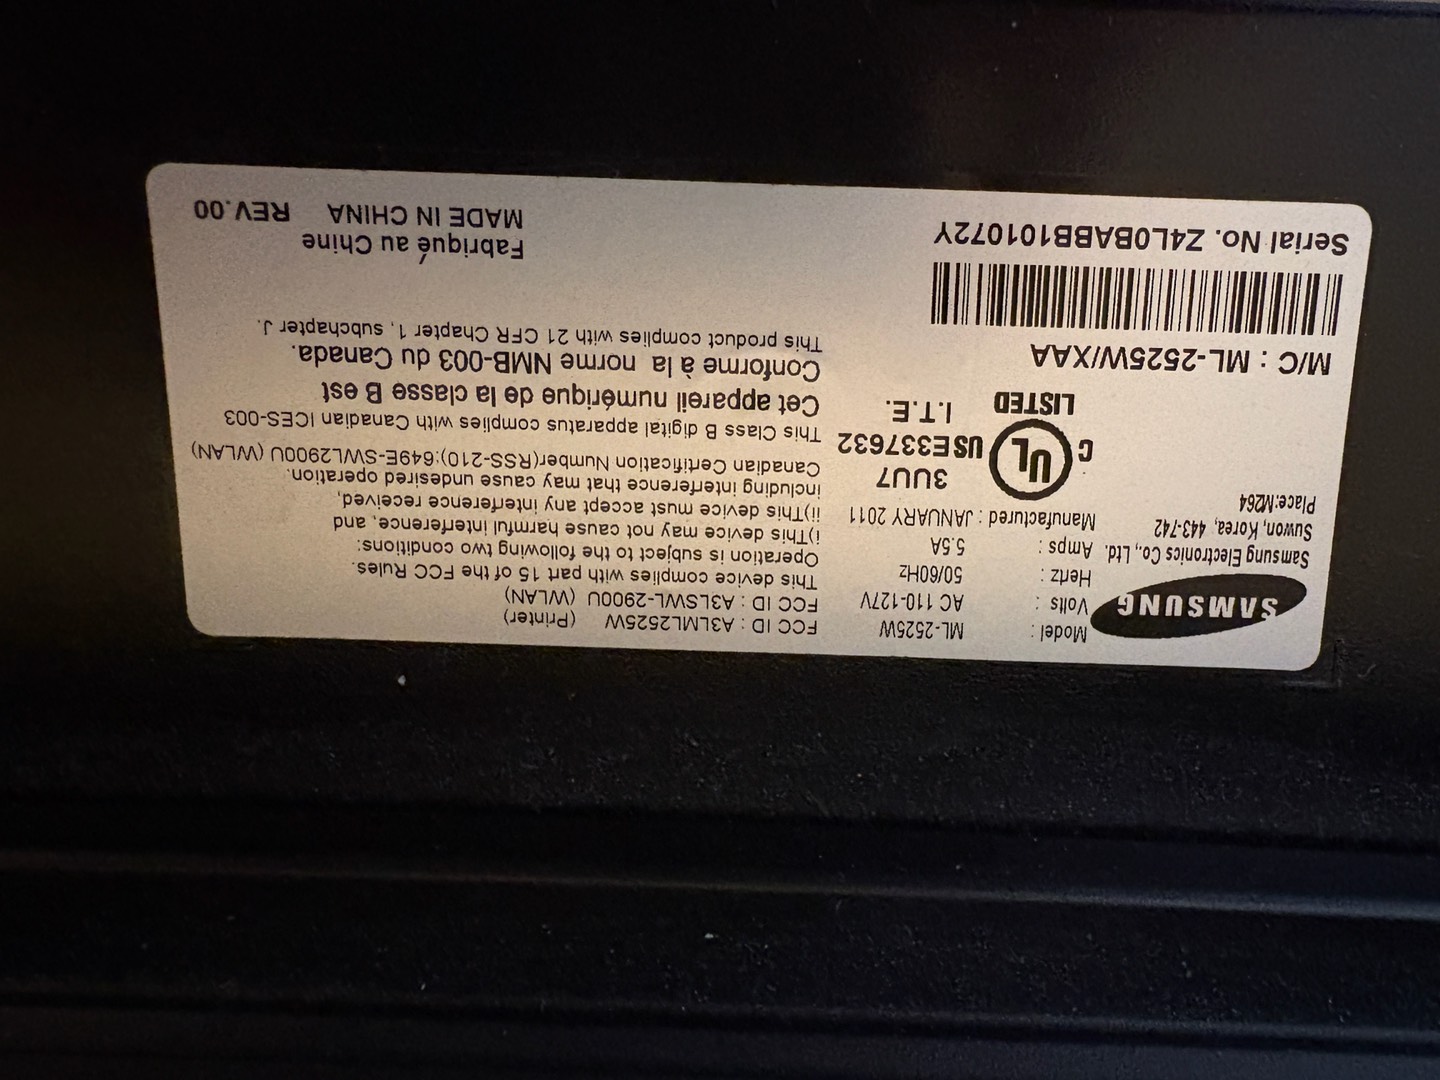 SAMSUNG
Samsung Electronics Co., Ltd.
Suwon, Korea, 443-742
Place:M264
Model : ML-2525W
Volts : AC 110-127V
Hertz : 50/60Hz
Amps : 5.5A
Manufactured : JANUARY 2011
3UU7
C UL US E337632
LISTED I.T.E.
M/C : ML-2525W/XAA
Serial No. Z4L0BABB101072Y
FCC ID : A3LML2525W (Printer)
FCC ID : A3LSWL-2900U (WLAN)
This device complies with part 15 of the FCC Rules.
Operation is subject to the following two conditions:
i)This device may not cause harmful interference, and
ii)This device must accept any interference received,
including interference that may cause undesired operation.
Canadian Certification Number(RSS-210):649E-SWL2900U (WLAN)
This Class B digital apparatus complies with Canadian ICES-003
Cet appareil numérique de la classe B est
Conforme à la norme NMB-003 du Canada.
This product complies with 21 CFR Chapter 1, subchapter J.
Fabriqué au Chine
MADE IN CHINA REV.00